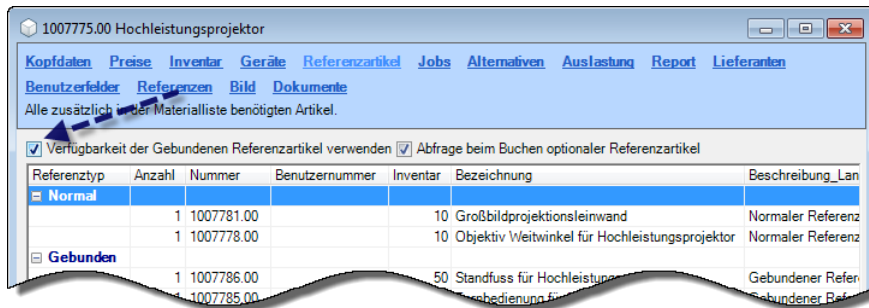 1007775.00 Hochleistungsprojektor
Kopfdaten Preise Inventar Geräte Referenzartikel Jobs Alternativen Auslastung Report Lieferanten
Benutzerfelder Referenzen Bild Dokumente
Alle zusätzlich in der Materialliste benötigten Artikel.
Verfügbarkeit der Gebundenen Referenzartikel verwenden Abfrage beim Buchen optionaler Referenzartikel
Referenztyp Anzahl Nummer Benutzernummer Inventar Bezeichnung Beschreibung_Lan
Normal
1 1007781.00 10 Großbildprojektionsleinwand Normaler Referenz
1 1007778.00 10 Objektiv Weitwinkel für Hochleistungsprojektor Normaler Referenz
Gebunden
1 1007786.00 50 Standfuss für Hochleistungs Gebundener Refer
1 1007785.00 Gebundener Refer